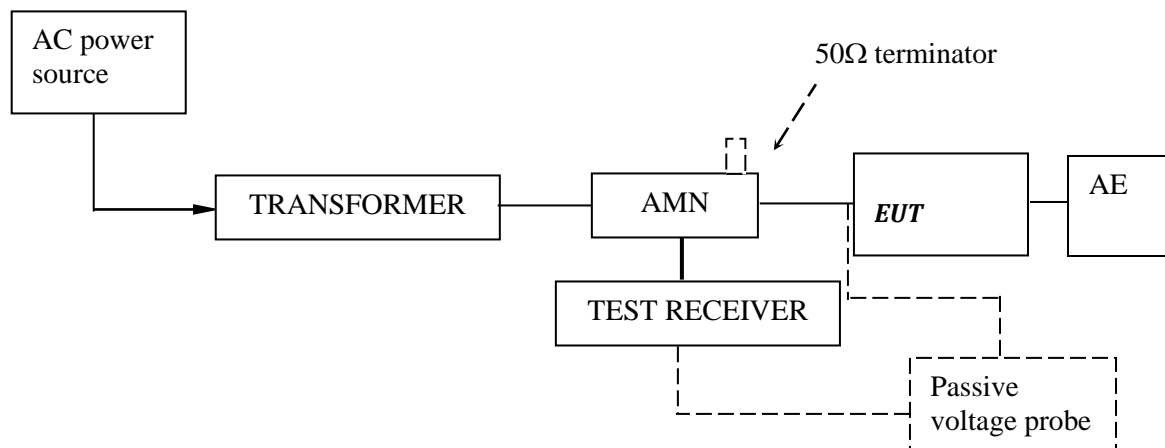 AC power
source
50Ω terminator
TRANSFORMER
AMN
EUT
AE
TEST RECEIVER
Passive
voltage probe